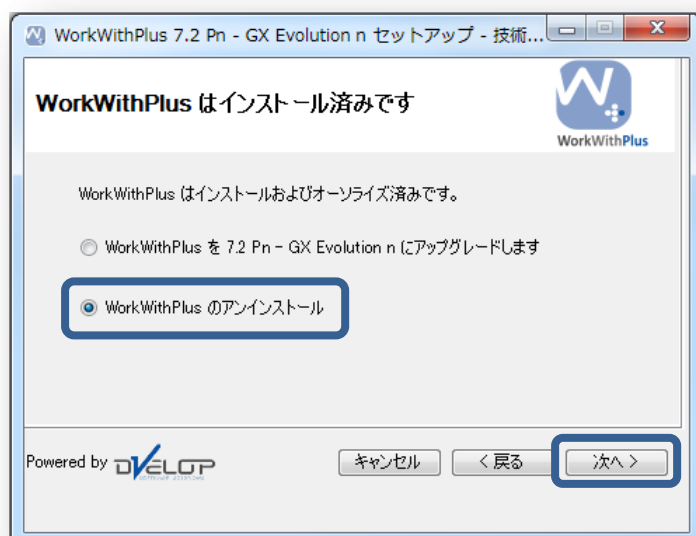 WorkWithPlus 7.2 Pn - GX Evolution n セットアップ - 技術...
WorkWithPlus はインストール済みです
WorkWithPlus
WorkWithPlus はインストールおよびオーソライズ済みです。
WorkWithPlus を 7.2 Pn - GX Evolution n にアップグレードします
WorkWithPlus のアンインストール
Powered by DVELOP
キャンセル
< 戻る
次へ >